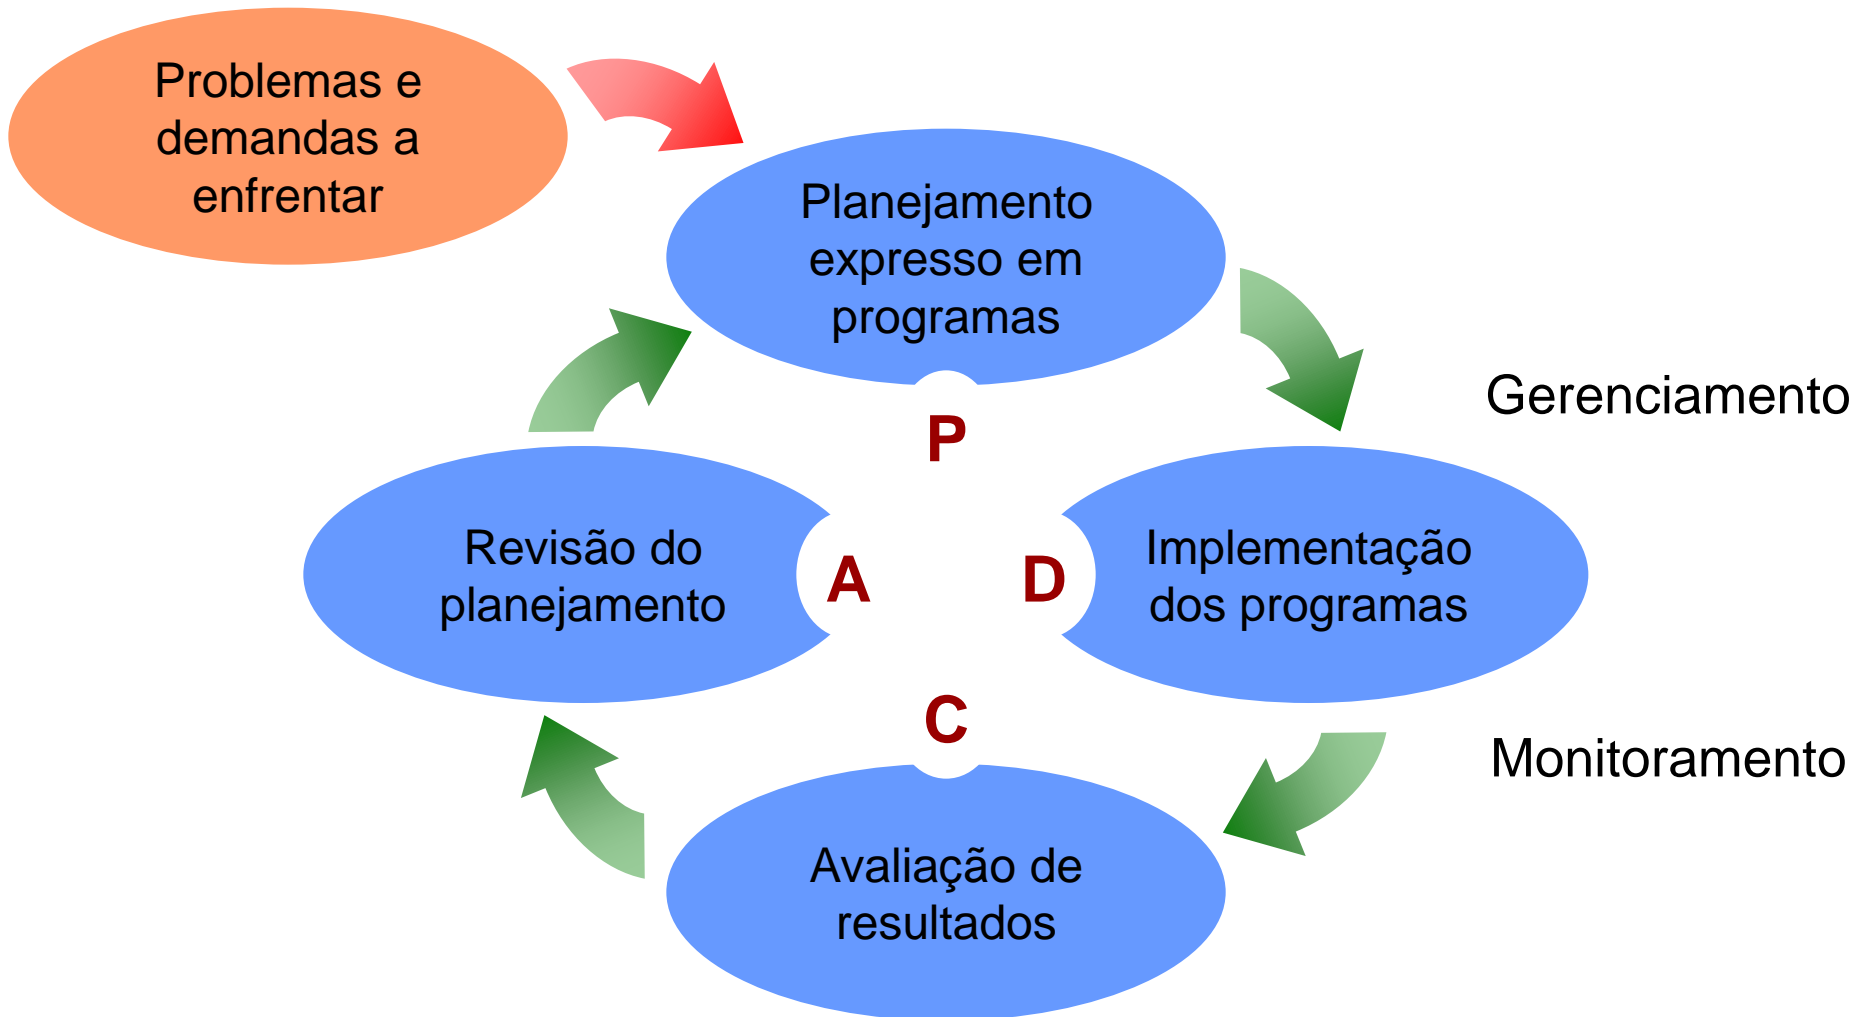 Problemas e
demandas a
enfrentar
Planejamento
expresso em
programas
Gerenciamento
P
Revisão do
planejamento
A
D
Implementação
dos programas
C
Monitoramento
Avaliação de
resultados